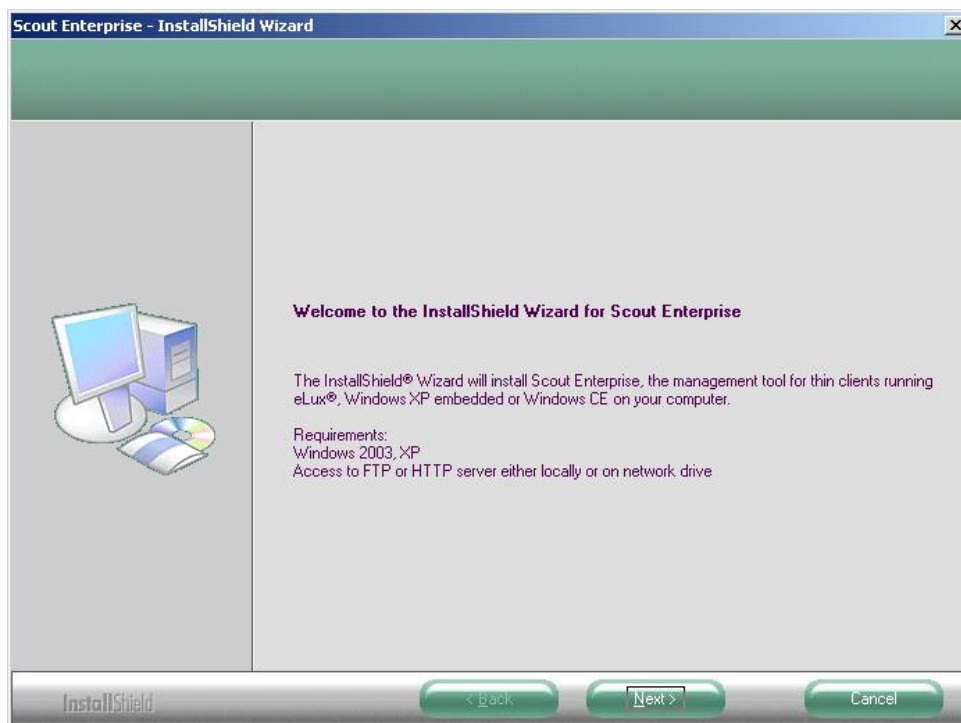 Scout Enterprise - InstallShield Wizard
Welcome to the InstallShield Wizard for Scout Enterprise
The InstallShield® Wizard will install Scout Enterprise, the management tool for thin clients running
eLux®, Windows XP embedded or Windows CE on your computer.
Requirements:
Windows 2003, XP
Access to FTP or HTTP server either locally or on network drive
InstallShield
< Back
Next >
Cancel